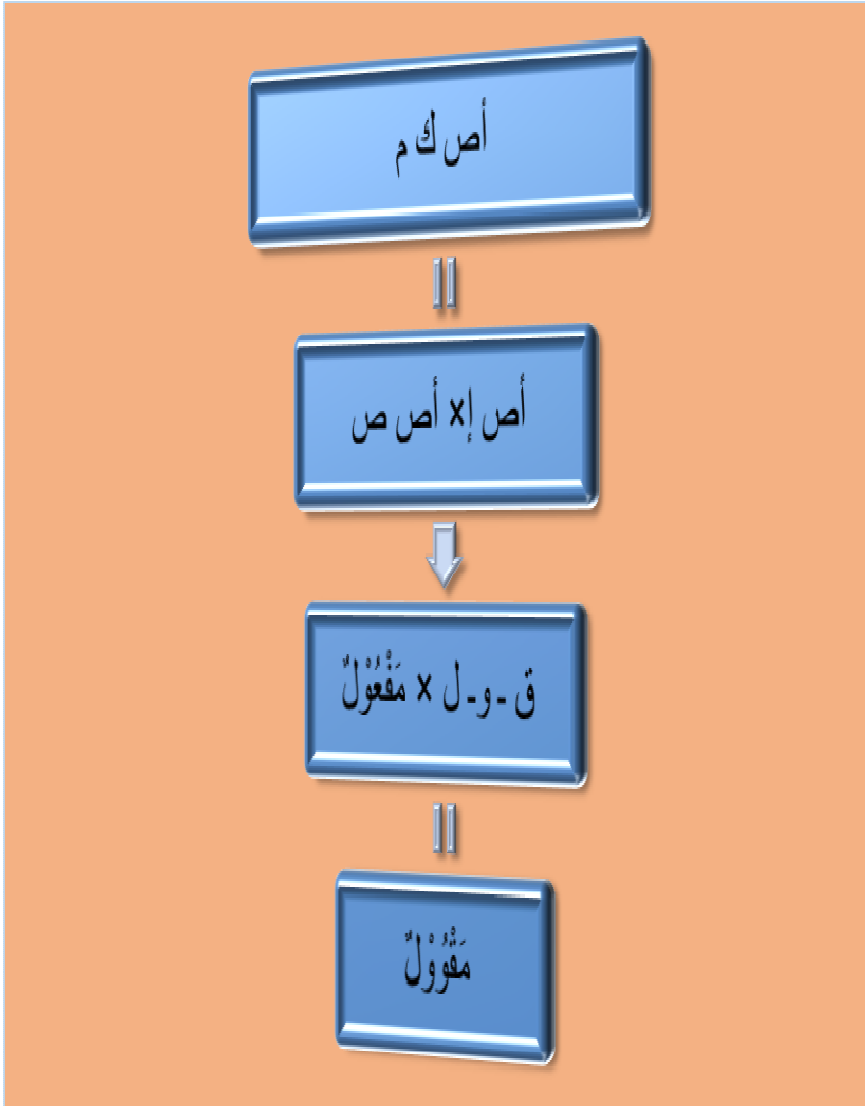 أص ك م
أص إ× أص ص
ق - و- ل × مَفْعُوْلٌ
مَقْوُوْلٌ